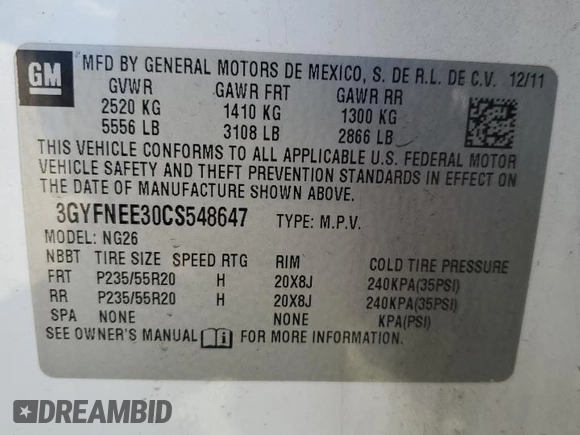 GM
MFD BY GENERAL MOTORS DE MEXICO, S. DE R.L. DE C.V. 12/11
GVWR GAWR FRT GAWR RR
2520 KG 1410 KG 1300 KG
5556 LB 3108 LB 2866 LB
THIS VEHICLE CONFORMS TO ALL APPLICABLE U.S. FEDERAL MOTOR
VEHICLE SAFETY AND THEFT PREVENTION STANDARDS IN EFFECT ON
THE DATE OF MANUFACTURE SHOWN ABOVE.
3GYFNEE30CS548647 TYPE: M.P.V.
MODEL: NG26
NBBT TIRE SIZE SPEED RTG RIM COLD TIRE PRESSURE
FRT P235/55R20 H 20X8J 240KPA(35PSI)
RR P235/55R20 H 20X8J 240KPA(35PSI)
SPA NONE NONE KPA(PSI)
SEE OWNER'S MANUAL FOR MORE INFORMATION.
DREAMBID